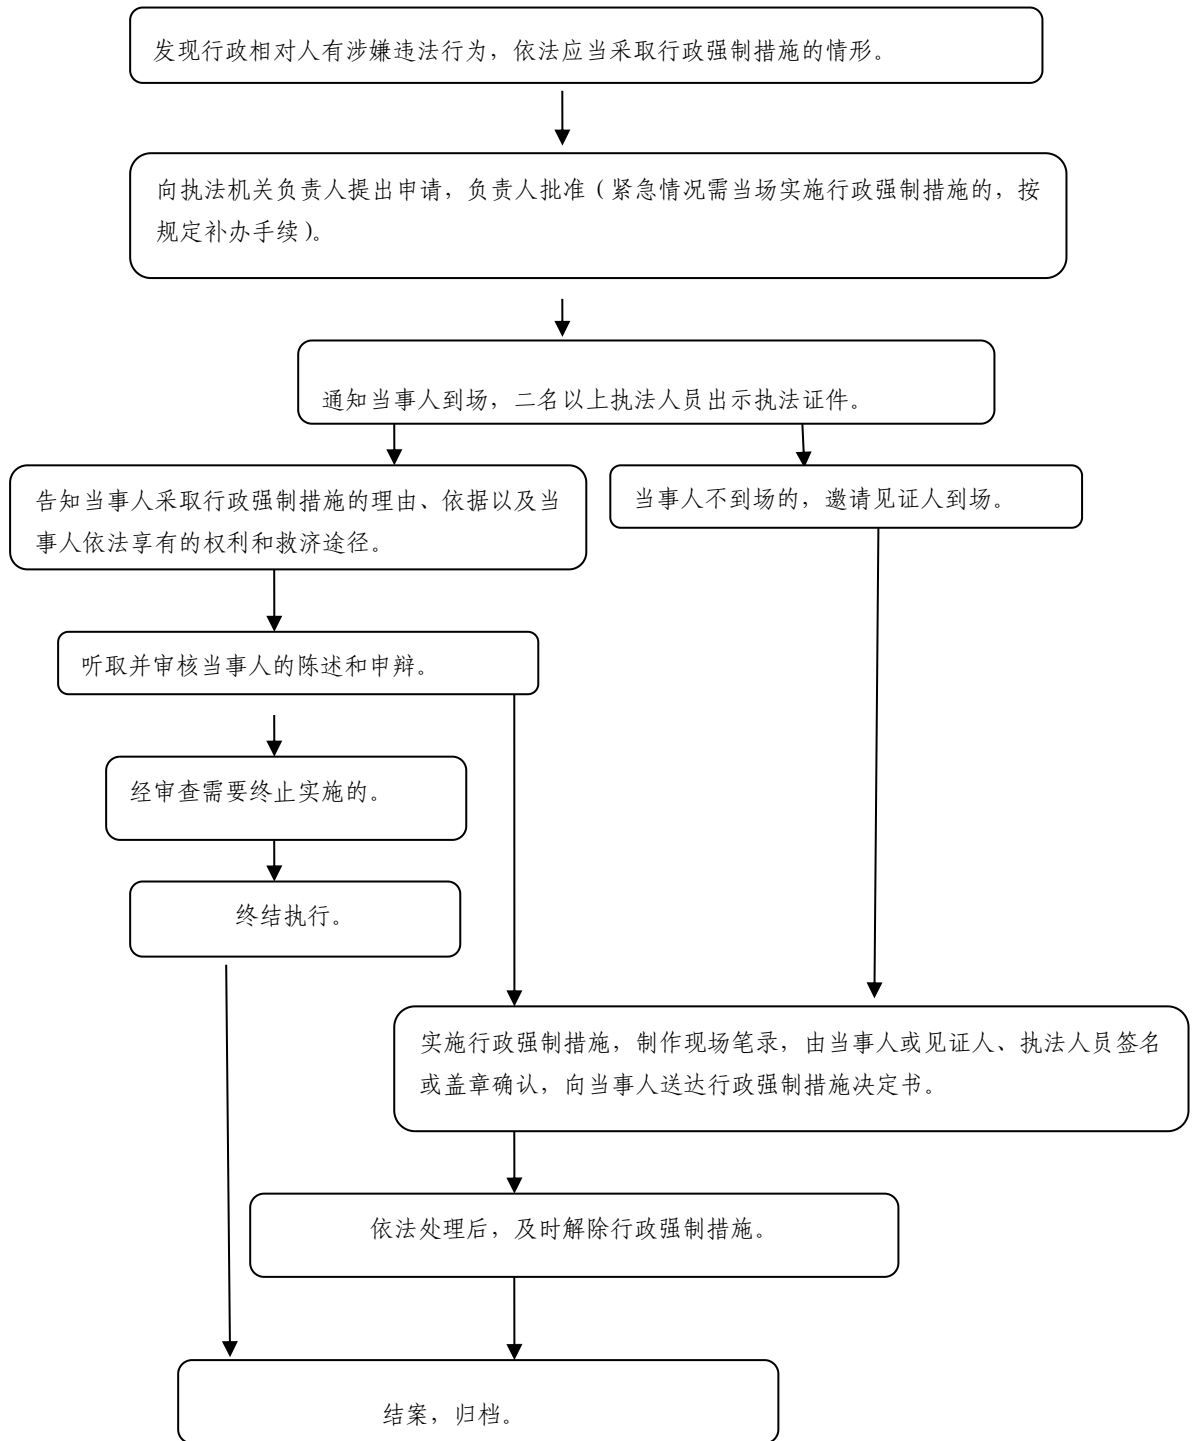 发现行政相对人有涉嫌违法行为，依法应当采取行政强制措施的情形。
向执法机关负责人提出申请，负责人批准（紧急情况需当场实施行政强制措施的，按
规定补办手续）。
通知当事人到场，二名以上执法人员出示执法证件。
告知当事人采取行政强制措施的理由、依据以及当
事人依法享有的权利和救济途径。
当事人不到场的，邀请见证人到场。
听取并审核当事人的陈述和申辩。
经审查需要终止实施的。
终结执行。
实施行政强制措施，制作现场笔录，由当事人或见证人、执法人员签名
或盖章确认，向当事人送达行政强制措施决定书。
依法处理后，及时解除行政强制措施。
结案，归档。